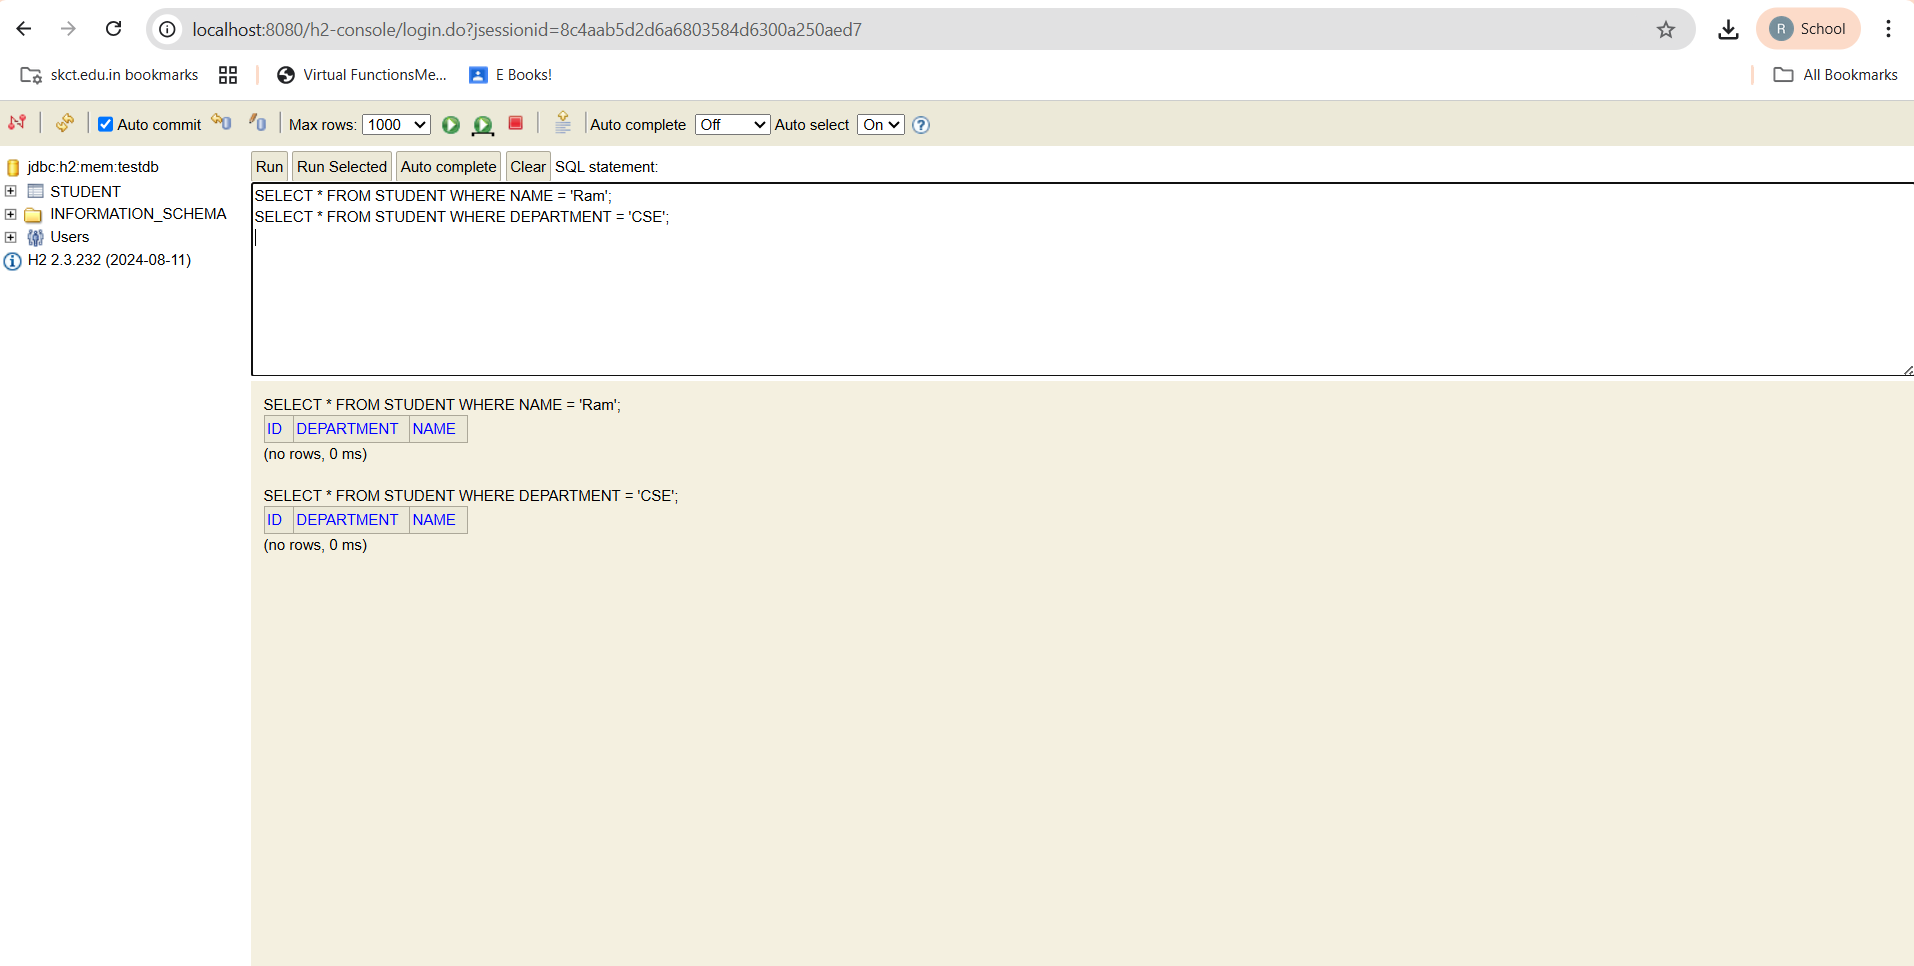 localhost:8080/h2-console/login.do?jsessionid=8c4aab5d2d6a6803584d6300a250aed7
R School
skct.edu.in bookmarks
Virtual FunctionsMe...
E Books!
All Bookmarks
Auto commit
Max rows: 1000
Auto complete Off
Auto select On
jdbc:h2:mem:testdb
STUDENT
INFORMATION_SCHEMA
Users
H2 2.3.232 (2024-08-11)
Run
Run Selected
Auto complete
Clear
SQL statement:
SELECT * FROM STUDENT WHERE NAME = 'Ram';
SELECT * FROM STUDENT WHERE DEPARTMENT = 'CSE';
SELECT * FROM STUDENT WHERE NAME = 'Ram';
ID DEPARTMENT NAME
(no rows, 0 ms)
SELECT * FROM STUDENT WHERE DEPARTMENT = 'CSE';
ID DEPARTMENT NAME
(no rows, 0 ms)